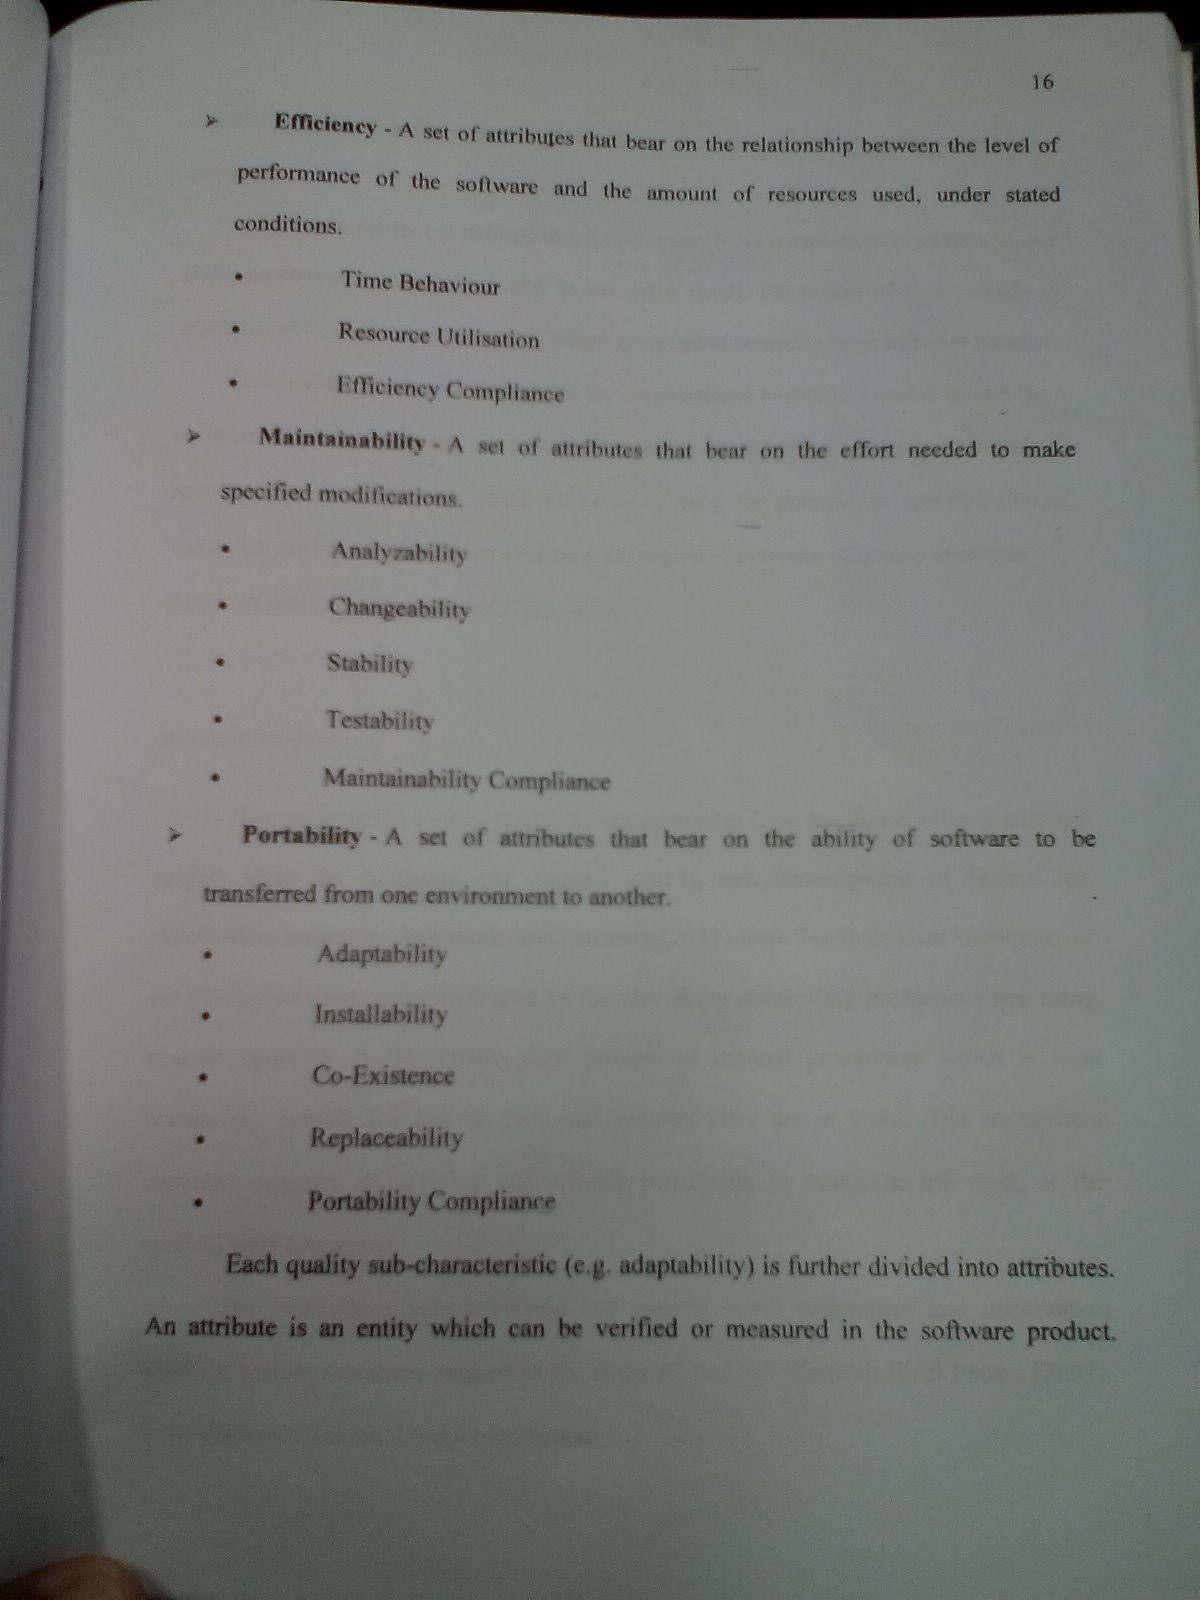 16
➢ Efficiency - A set of attributes that bear on the relationship between the level of
performance of the software and the amount of resources used, under stated
conditions.
• Time Behaviour
• Resource Utilisation
• Efficiency Compliance
➢ Maintainability - A set of attributes that bear on the effort needed to make
specified modifications.
• Analyzability
• Changeability
• Stability
• Testability
• Maintainability Compliance
➢ Portability - A set of attributes that bear on the ability of software to be
transferred from one environment to another.
• Adaptability
• Installability
• Co-Existence
• Replaceability
• Portability Compliance
Each quality sub-characteristic (e.g. adaptability) is further divided into attributes.
An attribute is an entity which can be verified or measured in the software product.